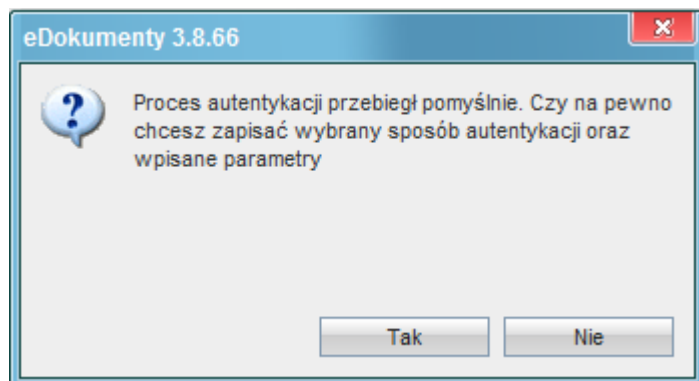 eDokumenty 3.8.66
Proces autentykacji przebiegł pomyślnie. Czy na pewno
chcesz zapisać wybrany sposób autentykacji oraz
wpisane parametry
Tak
Nie